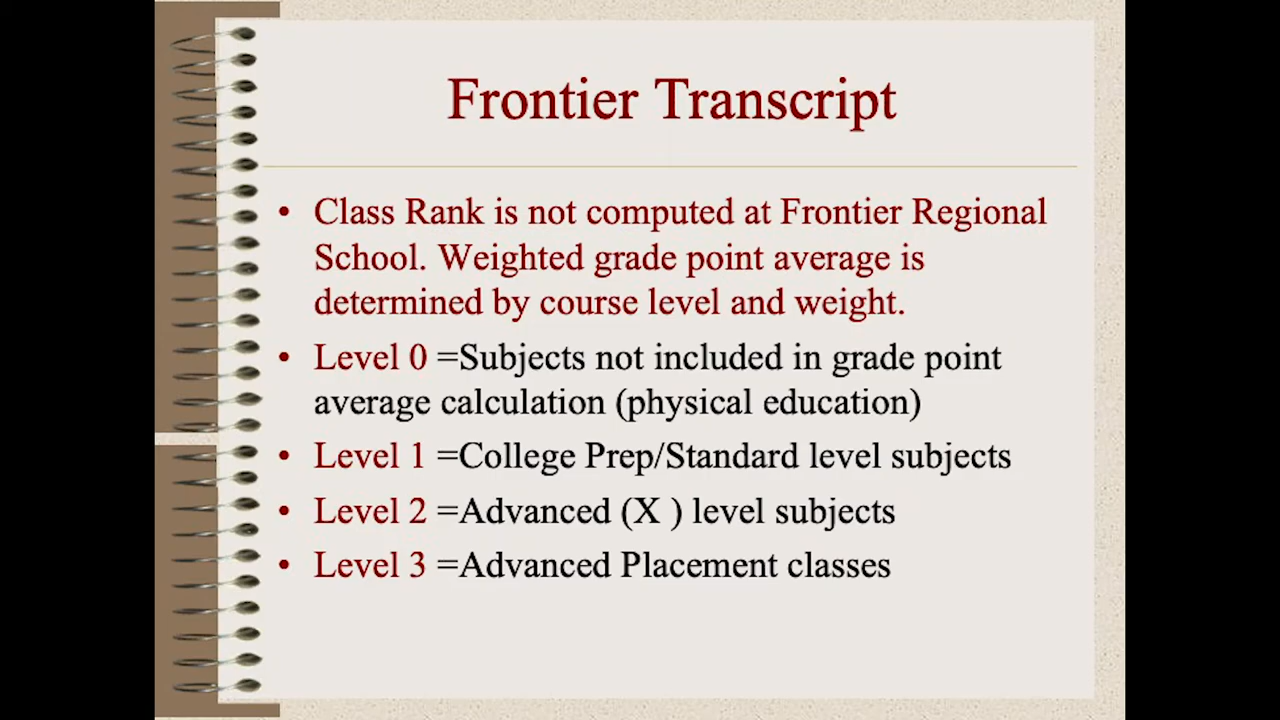 Frontier Transcript
• Class Rank is not computed at Frontier Regional
School. Weighted grade point average is
determined by course level and weight.
• Level 0 =Subjects not included in grade point
average calculation (physical education)
• Level 1 =College Prep/Standard level subjects
• Level 2 =Advanced (X ) level subjects
• Level 3 =Advanced Placement classes